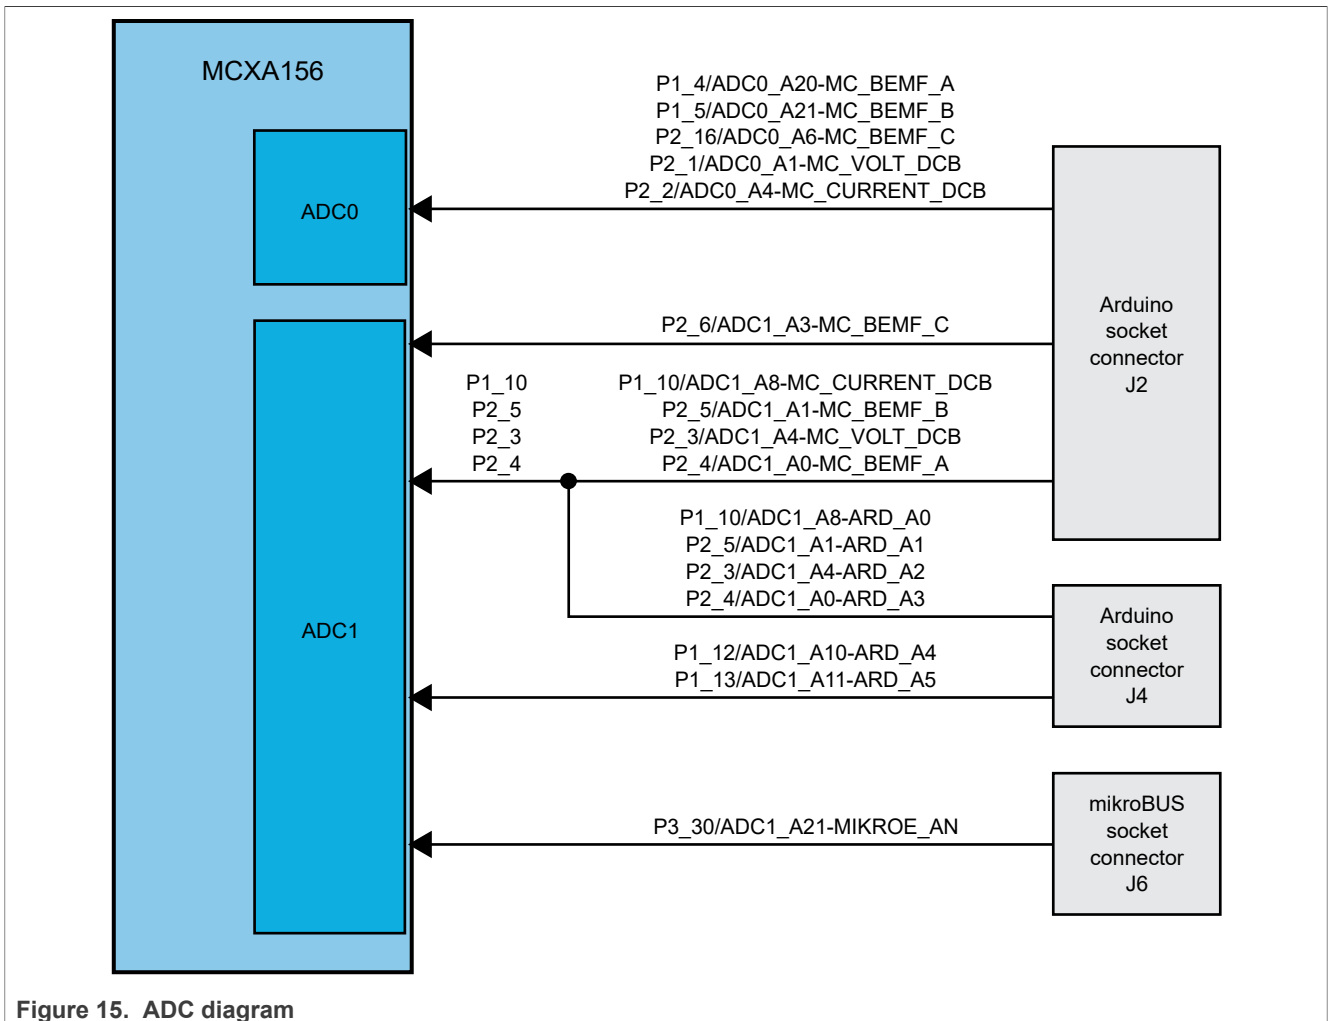 MCXA156
ADC0
ADC1
P1_4/ADC0_A20-MC_BEMF_A
P1_5/ADC0_A21-MC_BEMF_B
P2_16/ADC0_A6-MC_BEMF_C
P2_1/ADC0_A1-MC_VOLT_DCB
P2_2/ADC0_A4-MC_CURRENT_DCB
P2_6/ADC1_A3-MC_BEMF_C
P1_10
P2_5
P2_3
P2_4
P1_10/ADC1_A8-MC_CURRENT_DCB
P2_5/ADC1_A1-MC_BEMF_B
P2_3/ADC1_A4-MC_VOLT_DCB
P2_4/ADC1_A0-MC_BEMF_A
P1_10/ADC1_A8-ARD_A0
P2_5/ADC1_A1-ARD_A1
P2_3/ADC1_A4-ARD_A2
P2_4/ADC1_A0-ARD_A3
P1_12/ADC1_A10-ARD_A4
P1_13/ADC1_A11-ARD_A5
P3_30/ADC1_A21-MIKROE_AN
Arduino
socket
connector
J2
Arduino
socket
connector
J4
mikroBUS
socket
connector
J6
Figure 15. ADC diagram